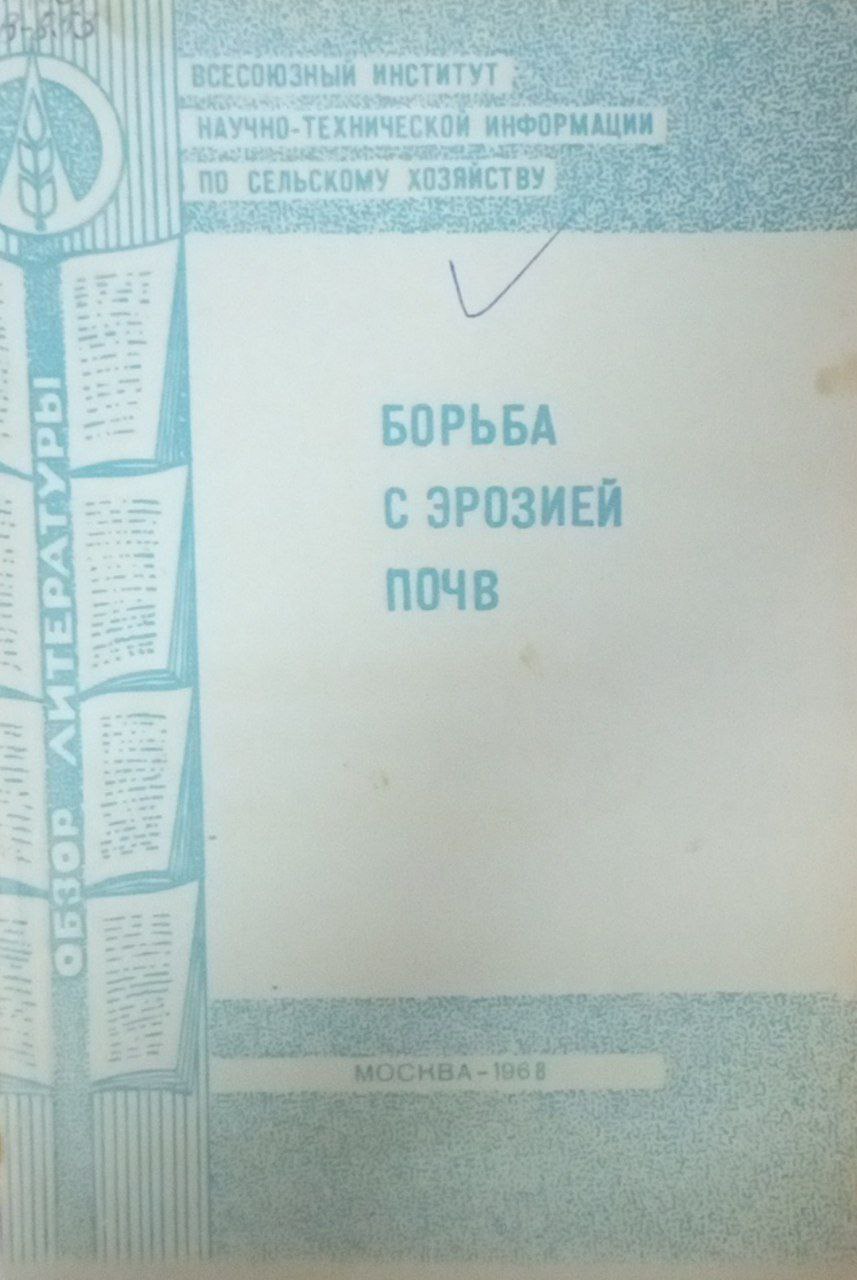 ВСЕСОЮЗНЫЙ ИНСТИТУТ
НАУЧНО-ТЕХНИЧЕСКОЙ ИНФОРМАЦИИ
ПО СЕЛЬСКОМУ ХОЗЯЙСТВУ
БОРЬБА
С ЭРОЗИЕЙ
ПОЧВ
ОБЗОР ЛИТЕРАТУРЫ
МОСКВА-1968